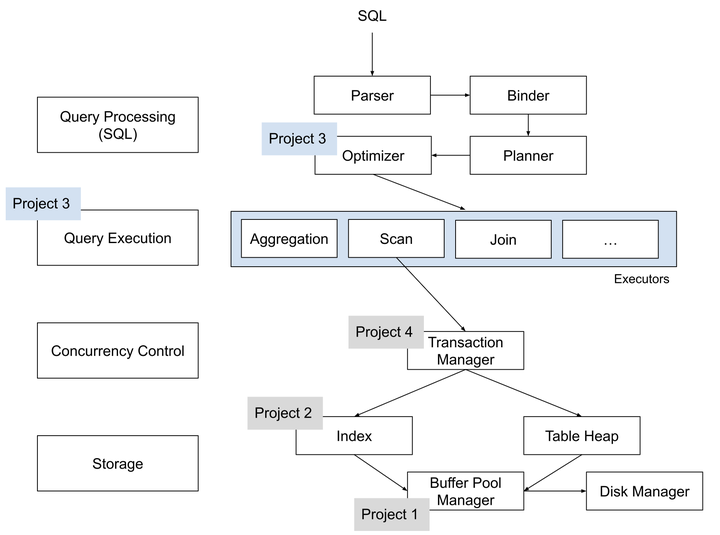 SQL
Parser
Binder
Query Processing
(SQL)
Project 3
Optimizer
Planner
Project 3
Query Execution
Aggregation
Scan
Join
…
Executors
Project 4
Transaction
Manager
Concurrency Control
Project 2
Index
Table Heap
Storage
Buffer Pool
Manager
Disk Manager
Project 1